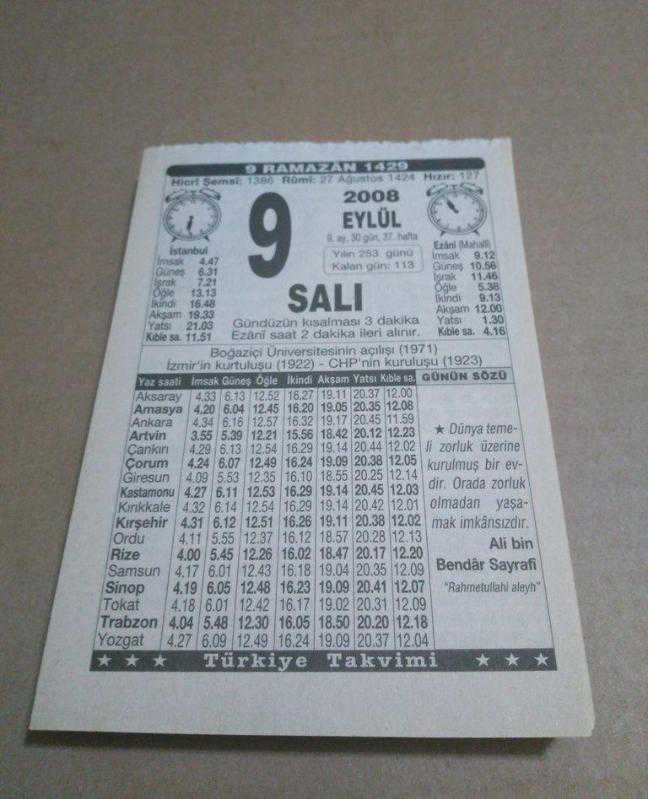 9 RAMAZÂN 1429
Hicrî Şemsî: 1386 Rûmî: 27 Ağustos 1424 Hızır: 127
9
2008
EYLÜL
9. ay, 30 gün, 37. hafta
Yılın 253. günü
Kalan gün: 113
SALI
İstanbul
İmsak 4.47
Güneş 6.31
İşrak 7.21
Öğle 13.13
İkindi 16.48
Akşam 19.33
Yatsı 21.03
Kıble sa. 11.51
Ezânî (Mahallî)
İmsak 9.12
Güneş 10.56
İşrak 11.46
Öğle 5.38
İkindi 9.13
Akşam 12.00
Yatsı 1.30
Kıble sa. 4.16
Gündüzün kısalması 3 dakika
Ezânî saat 2 dakika ileri alınır.
Boğaziçi Üniversitesinin açılışı (1971)
İzmir'in kurtuluşu (1922) - CHP'nin kuruluşu (1923)
Yaz saati İmsak Güneş Öğle İkindi Akşam Yatsı Kıble sa.
Aksaray 4.33 6.13 12.52 16.27 19.11 20.37 12.00
Amasya 4.20 6.04 12.45 16.20 19.05 20.35 12.08
Ankara 4.34 6.16 12.57 16.32 19.17 20.45 11.59
Artvin 3.55 5.39 12.21 15.56 18.42 20.12 12.23
Çankırı 4.29 6.13 12.54 16.29 19.14 20.44 12.02
Çorum 4.24 6.07 12.49 16.24 19.09 20.38 12.05
Giresun 4.09 5.53 12.35 16.10 18.55 20.25 12.14
Kastamonu 4.27 6.11 12.53 16.29 19.14 20.45 12.03
Kırıkkale 4.32 6.14 12.54 16.29 19.14 20.42 12.01
Kırşehir 4.31 6.12 12.51 16.26 19.11 20.38 12.02
Ordu 4.11 5.55 12.37 16.12 18.57 20.28 12.13
Rize 4.00 5.45 12.26 16.02 18.47 20.17 12.20
Samsun 4.17 6.01 12.43 16.18 19.04 20.35 12.09
Sinop 4.19 6.05 12.48 16.23 19.09 20.41 12.07
Tokat 4.18 6.01 12.42 16.17 19.02 20.31 12.09
Trabzon 4.04 5.48 12.30 16.05 18.50 20.20 12.18
Yozgat 4.27 6.09 12.49 16.24 19.09 20.37 12.04
GÜNÜN SÖZÜ
★ Dünya teme-
li zorluk üzerine
kurulmuş bir ev-
dir. Orada zorluk
olmadan yaşa-
mak imkânsızdır.
Ali bin
Bendâr Sayrafî
"Rahmetullahi aleyh"
★ ★ ★ Türkiye Takvimi ★ ★ ★